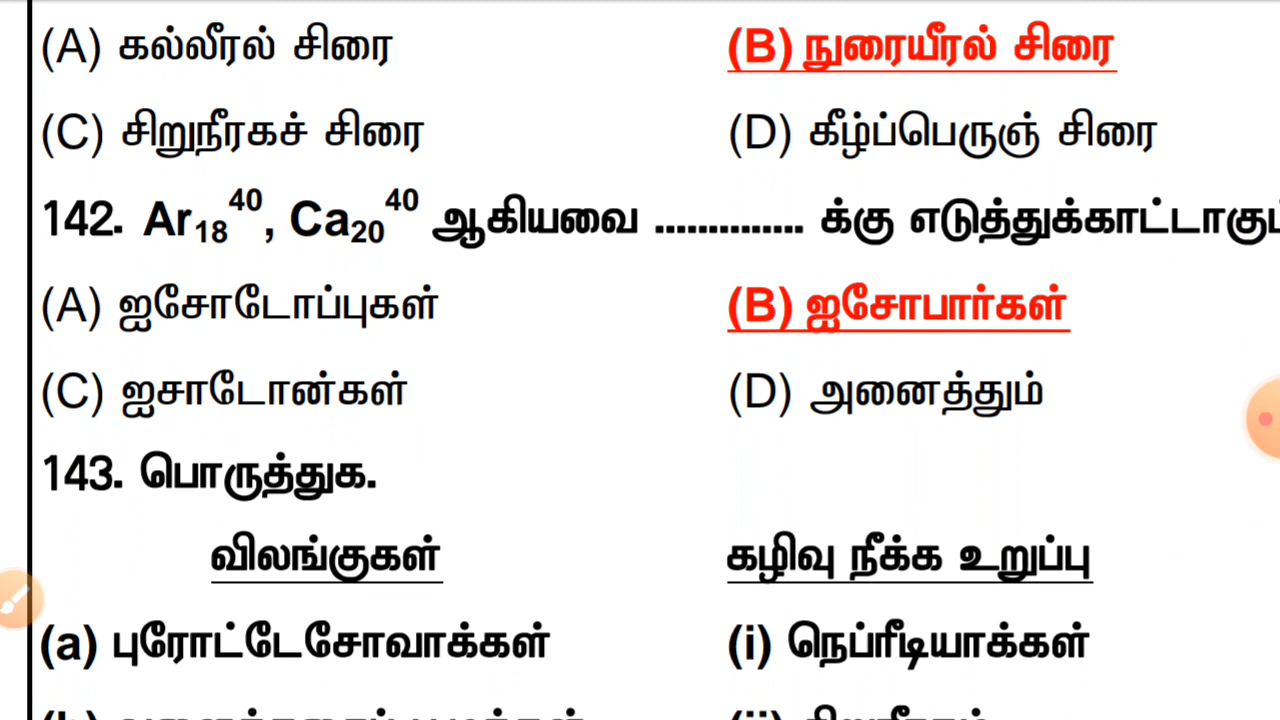 (A) கல்லீரல் சிரை (B) நுரையீரல் சிரை
(C) சிறுநீரகச் சிரை (D) கீழ்ப்பெருஞ் சிரை
142. Ar₁₈⁴⁰, Ca₂₀⁴⁰ ஆகியவை .............. க்கு எடுத்துக்காட்டாகும்
(A) ஐசோடோப்புகள் (B) ஐசோபார்கள்
(C) ஐசாடோன்கள் (D) அனைத்தும்
143. பொருத்துக.
விலங்குகள் கழிவு நீக்க உறுப்பு
(a) புரோட்டேசோவாக்கள் (i) நெப்ரீடியாக்கள்